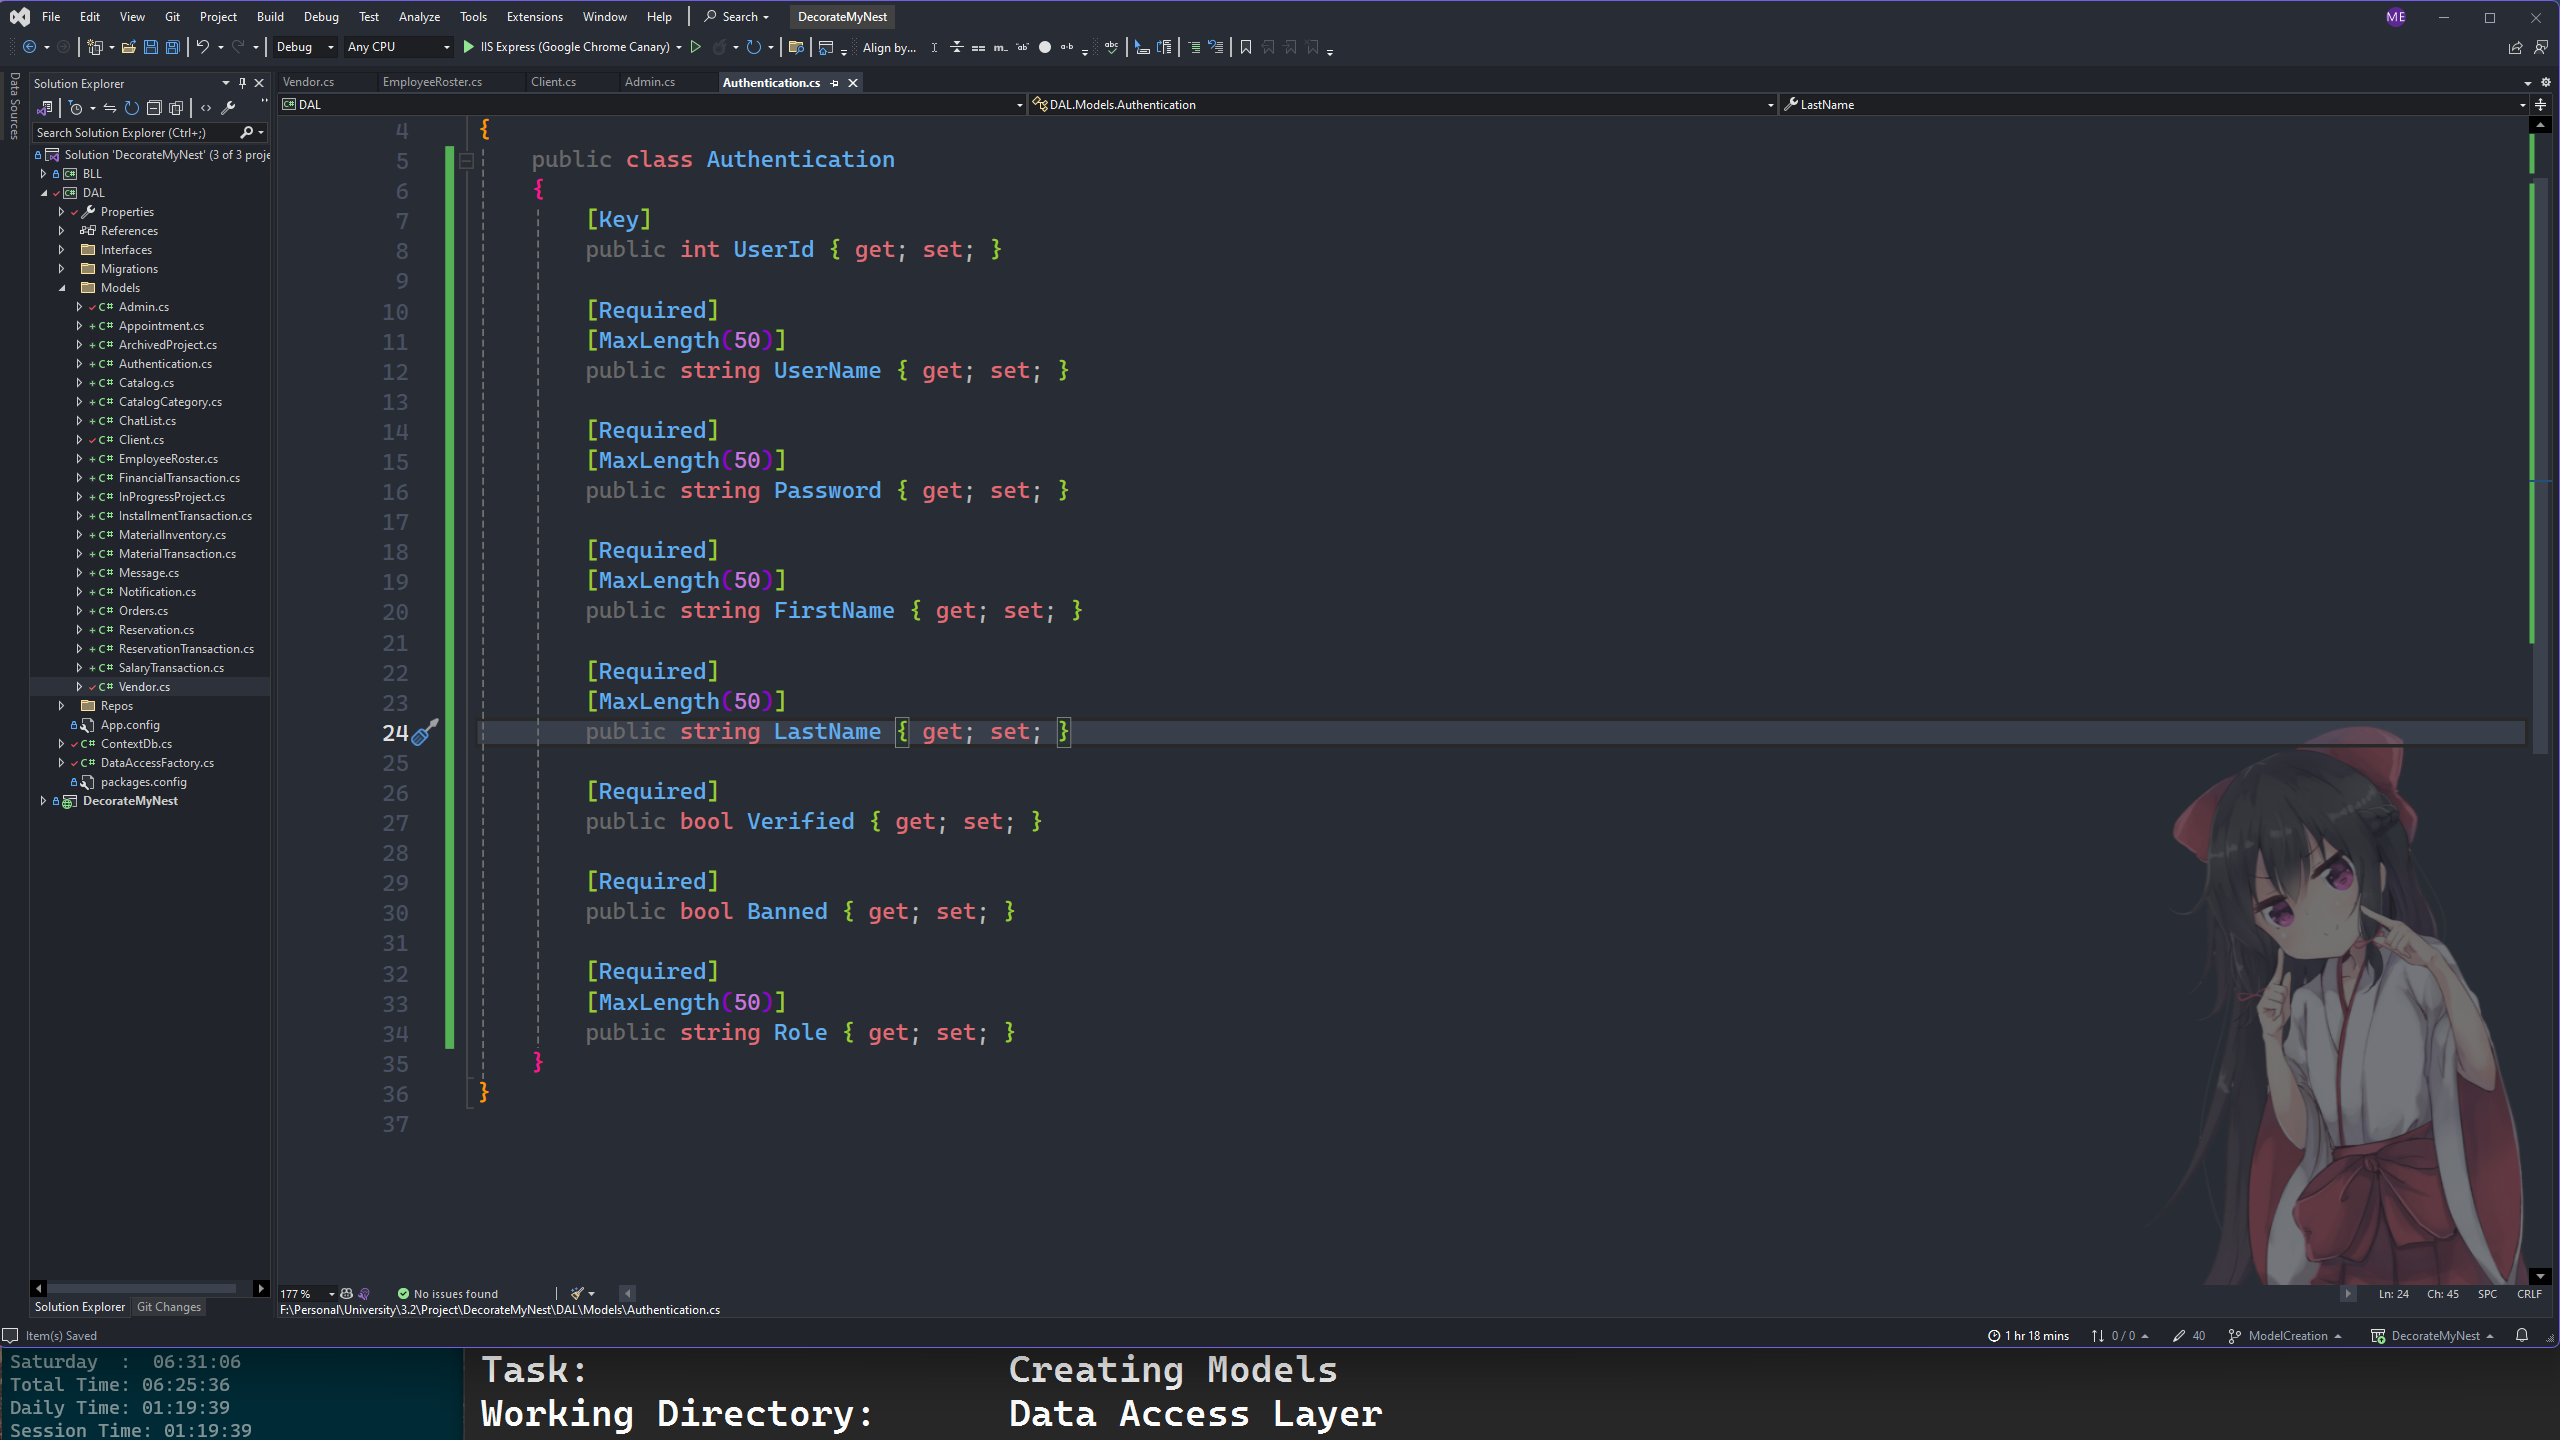 File Edit View Git Project Build Debug Test Analyze Tools Extensions Window Help Search DecorateMyNest ME
Debug Any CPU IIS Express (Google Chrome Canary) Align by...
Data Sources
Solution Explorer
Search Solution Explorer (Ctrl+;)
Solution 'DecorateMyNest' (3 of 3 proje
BLL
DAL
Properties
References
Interfaces
Migrations
Models
C# Admin.cs
C# Appointment.cs
C# ArchivedProject.cs
C# Authentication.cs
C# Catalog.cs
C# CatalogCategory.cs
C# ChatList.cs
C# Client.cs
C# EmployeeRoster.cs
C# FinancialTransaction.cs
C# InProgressProject.cs
C# InstallmentTransaction.cs
C# MaterialInventory.cs
C# MaterialTransaction.cs
C# Message.cs
C# Notification.cs
C# Orders.cs
C# Reservation.cs
C# ReservationTransaction.cs
C# SalaryTransaction.cs
C# Vendor.cs
Repos
App.config
C# ContextDb.cs
C# DataAccessFactory.cs
packages.config
DecorateMyNest
Solution Explorer Git Changes
Vendor.cs EmployeeRoster.cs Client.cs Admin.cs Authentication.cs
DAL DAL.Models.Authentication LastName
4 {
5 public class Authentication
6 {
7 [Key]
8 public int UserId { get; set; }
9
10 [Required]
11 [MaxLength(50)]
12 public string UserName { get; set; }
13
14 [Required]
15 [MaxLength(50)]
16 public string Password { get; set; }
17
18 [Required]
19 [MaxLength(50)]
20 public string FirstName { get; set; }
21
22 [Required]
23 [MaxLength(50)]
24 public string LastName { get; set; }
25
26 [Required]
27 public bool Verified { get; set; }
28
29 [Required]
30 public bool Banned { get; set; }
31
32 [Required]
33 [MaxLength(50)]
34 public string Role { get; set; }
35 }
36 }
37
177 % No issues found Ln: 24 Ch: 45 SPC CRLF
F:\Personal\University\3.2\Project\DecorateMyNest\DAL\Models\Authentication.cs
Item(s) Saved 1 hr 18 mins 0 / 0 40 ModelCreation DecorateMyNest
Saturday : 06:31:06
Total Time: 06:25:36
Daily Time: 01:19:39
Session Time: 01:19:39
Task: Creating Models
Working Directory: Data Access Layer